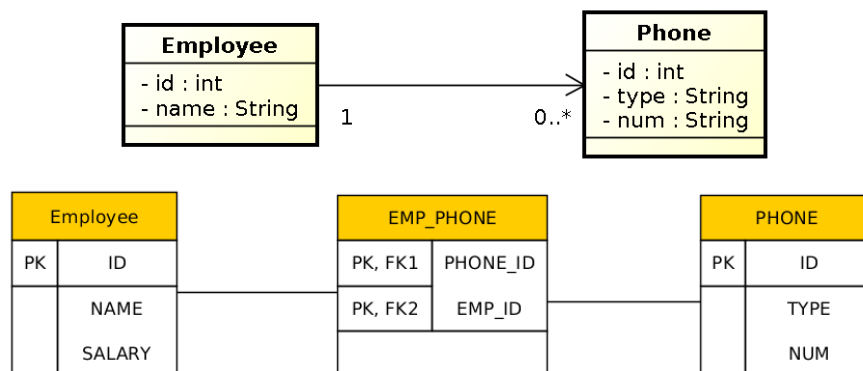 Employee
- id : int
- name : String
1
0..*
Phone
- id : int
- type : String
- num : String
Employee
PK ID
NAME
SALARY
EMP_PHONE
PK, FK1 PHONE_ID
PK, FK2 EMP_ID
PHONE
PK ID
TYPE
NUM